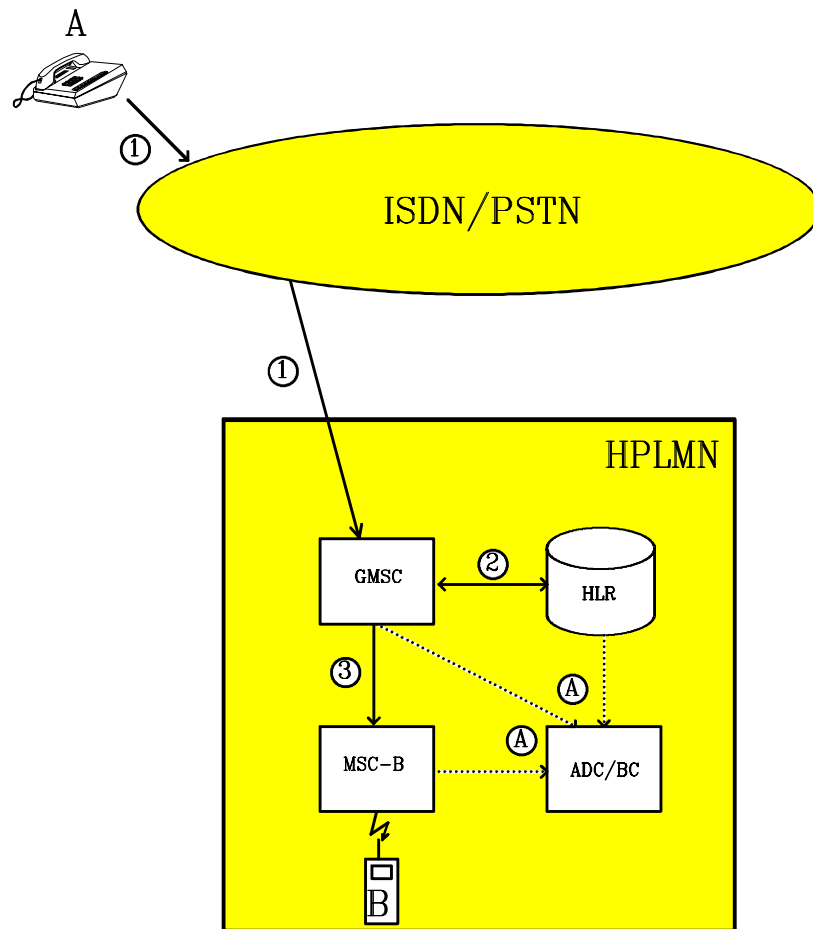 A
①
ISDN/PSTN
①
HPLMN
GMSC
②
HLR
③
Ⓐ
Ⓐ
MSC-B
ADC/BC
B